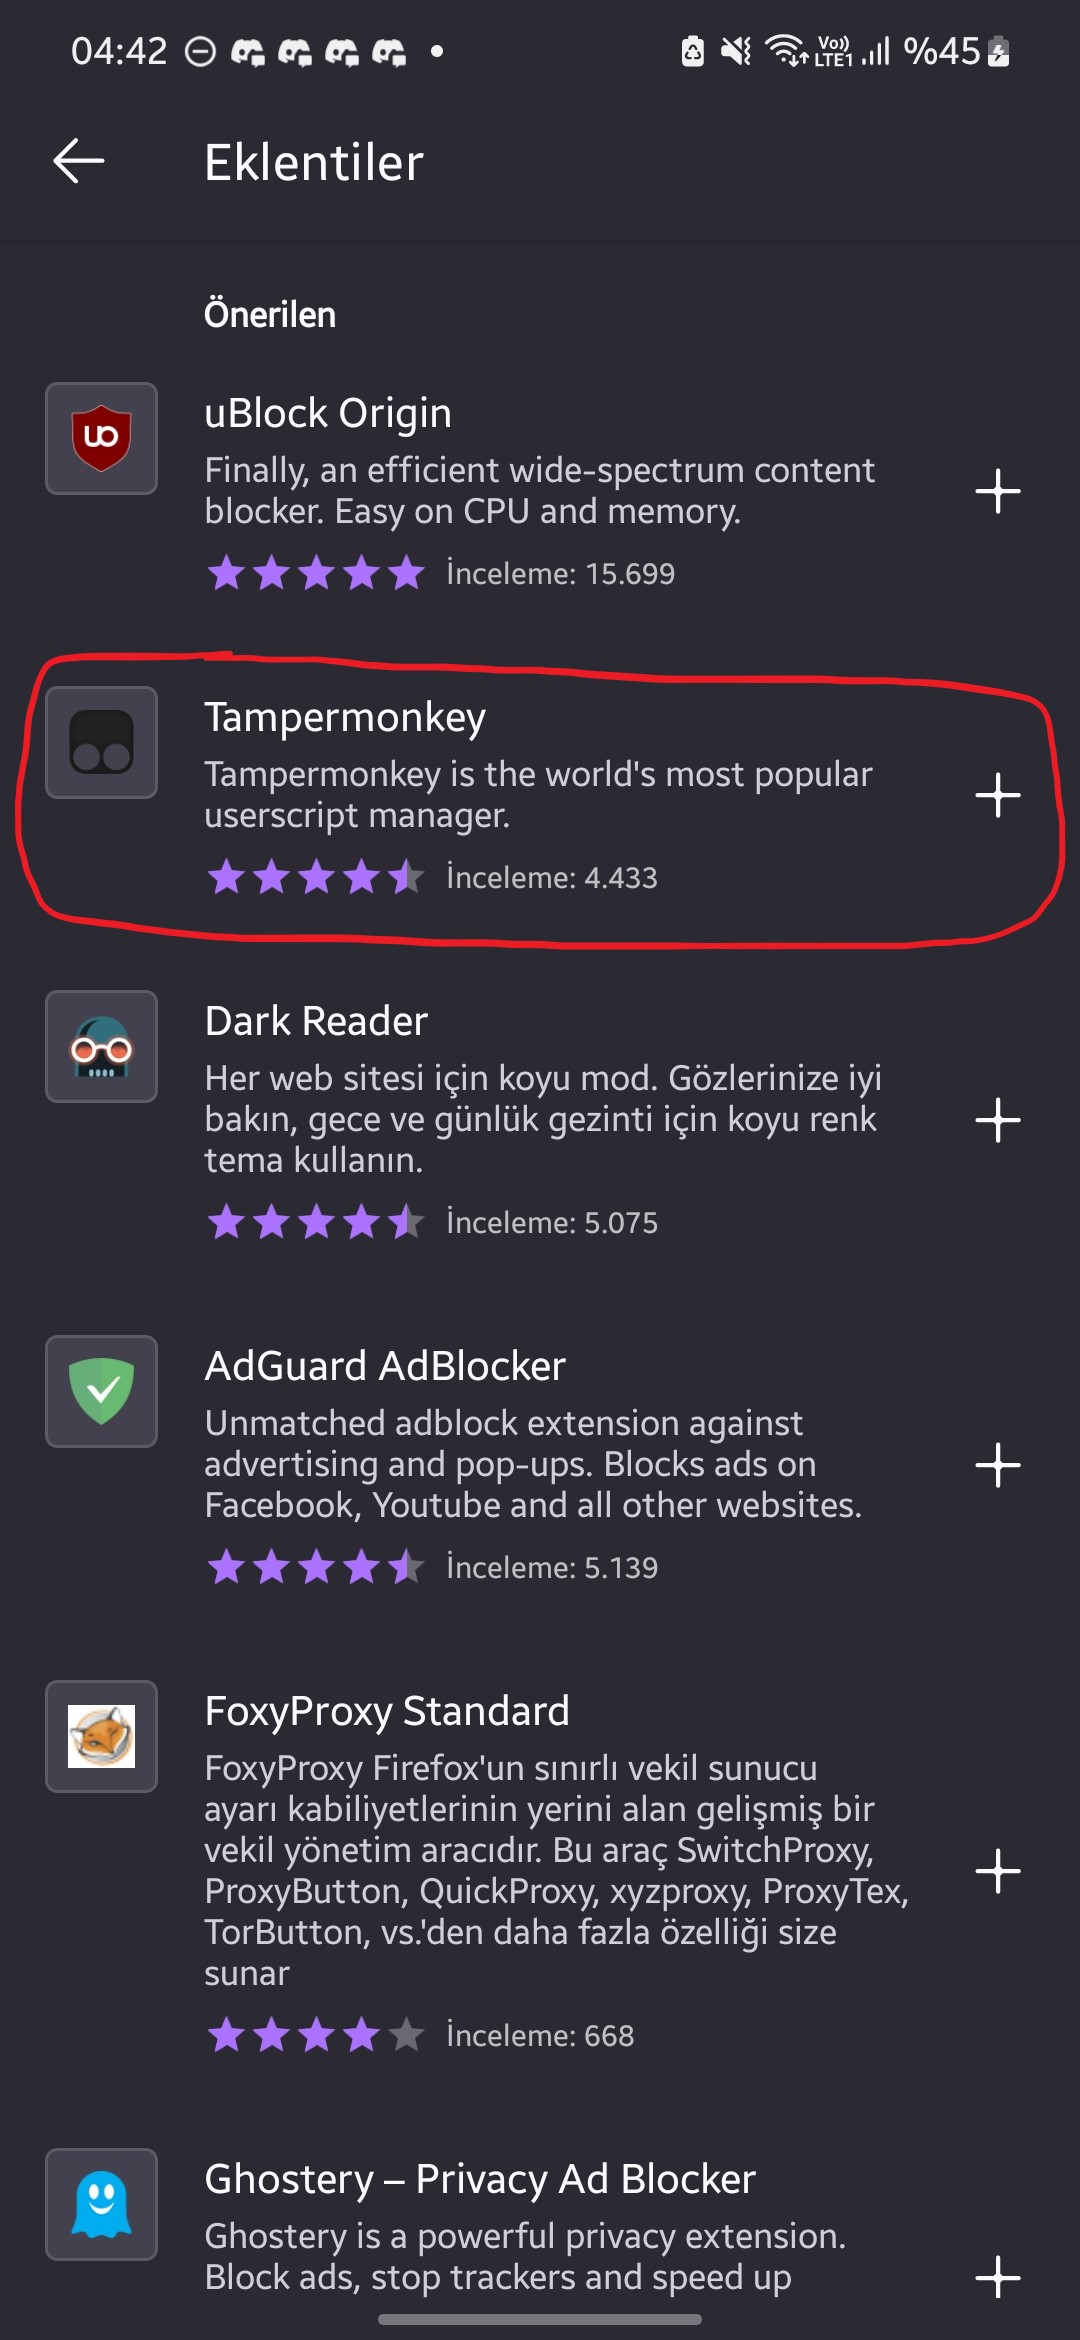 04:42
Vo))
LTE1
%45
Eklentiler
Önerilen
uBlock Origin
Finally, an efficient wide-spectrum content
blocker. Easy on CPU and memory.
İnceleme: 15.699
Tampermonkey
Tampermonkey is the world's most popular
userscript manager.
İnceleme: 4.433
Dark Reader
Her web sitesi için koyu mod. Gözlerinize iyi
bakın, gece ve günlük gezinti için koyu renk
tema kullanın.
İnceleme: 5.075
AdGuard AdBlocker
Unmatched adblock extension against
advertising and pop-ups. Blocks ads on
Facebook, Youtube and all other websites.
İnceleme: 5.139
FoxyProxy Standard
FoxyProxy Firefox'un sınırlı vekil sunucu
ayarı kabiliyetlerinin yerini alan gelişmiş bir
vekil yönetim aracıdır. Bu araç SwitchProxy,
ProxyButton, QuickProxy, xyzproxy, ProxyTex,
TorButton, vs.'den daha fazla özelliği size
sunar
İnceleme: 668
Ghostery – Privacy Ad Blocker
Ghostery is a powerful privacy extension.
Block ads, stop trackers and speed up